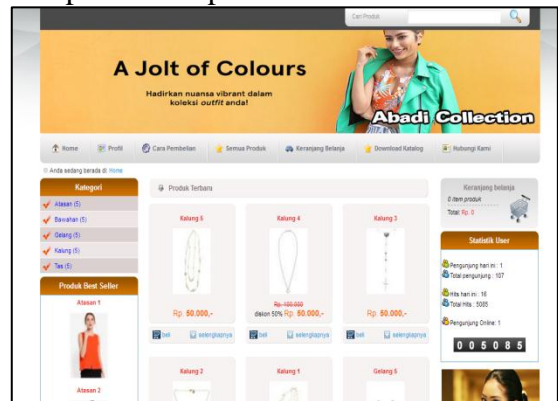 Cari Produk
A Jolt of Colours
Hadirkan nuansa vibrant dalam
koleksi outfit anda!
Abadi Collection
Home Profil Cara Pembelian Semua Produk Keranjang Belanja Download Katalog Hubungi Kami
Anda sedang berada di: Home
Kategori
Atasan (5)
Bawahan (5)
Gelang (5)
Kalung (5)
Tas (5)
Produk Best Seller
Atasan 1
Atasan 2
Produk Terbaru
Kalung 5
Rp. 50.000,-
beli selengkapnya
Kalung 4
Rp. 100.000
diskon 50% Rp. 50.000,-
beli selengkapnya
Kalung 3
Rp. 50.000,-
beli selengkapnya
Kalung 2
Kalung 1
Gelang 5
Keranjang belanja
0 item produk
Total: Rp. 0
Statistik User
Pengunjung hari ini : 1
Total pengunjung : 107
Hits hari ini : 16
Total Hits : 5085
Pengunjung Online: 1
005085